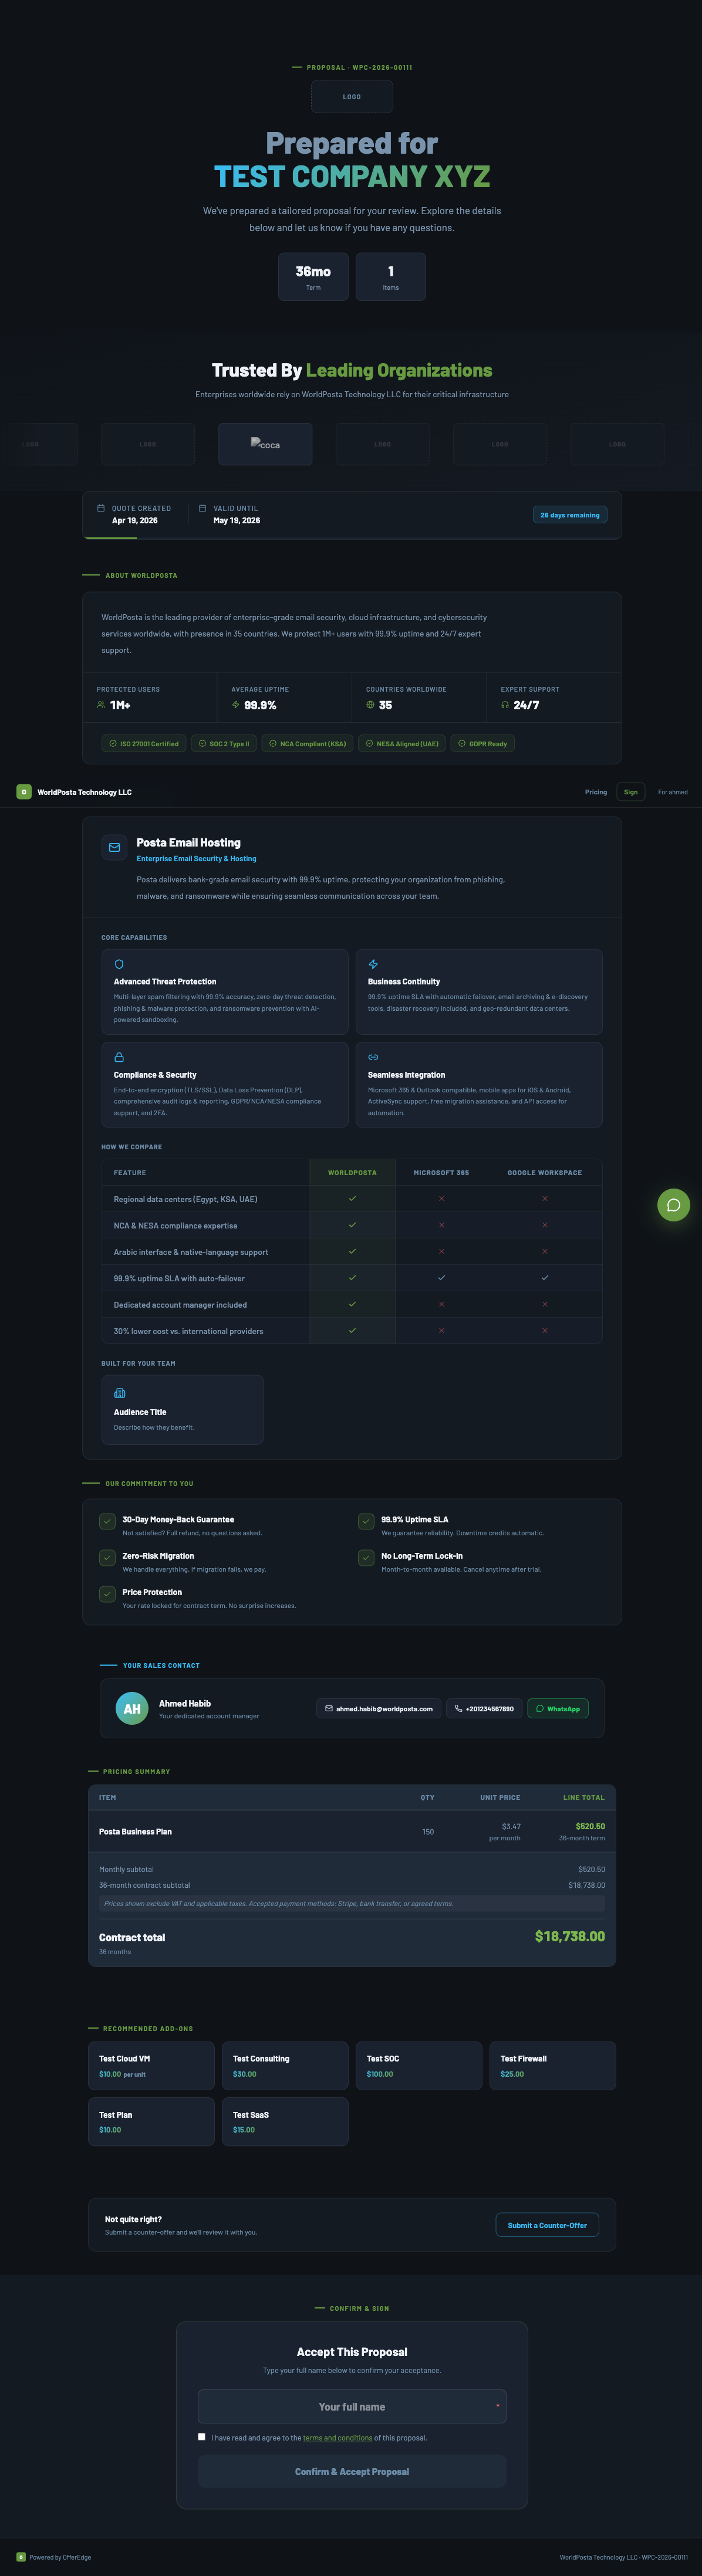 PROPOSAL · WPC-2026-00111
LOGO
Prepared for
TEST COMPANY XYZ
We've prepared a tailored proposal for your review. Explore the details
below and let us know if you have any questions.
36mo
Term
1
Items
Trusted By Leading Organizations
Enterprises worldwide rely on WorldPosta Technology LLC for their critical infrastructure
LOGO
LOGO
coca
LOGO
LOGO
LOGO
QUOTE CREATED
Apr 19, 2026
VALID UNTIL
May 19, 2026
26 days remaining
ABOUT WORLDPOSTA
WorldPosta is the leading provider of enterprise-grade email security, cloud infrastructure, and cybersecurity
services worldwide, with presence in 35 countries. We protect 1M+ users with 99.9% uptime and 24/7 expert
support.
PROTECTED USERS
1M+
AVERAGE UPTIME
99.9%
COUNTRIES WORLDWIDE
35
EXPERT SUPPORT
24/7
ISO 27001 Certified
SOC 2 Type II
NCA Compliant (KSA)
NESA Aligned (UAE)
GDPR Ready
WorldPosta Technology LLC
Pricing
Sign
For ahmed
Posta Email Hosting
Enterprise Email Security & Hosting
Posta delivers bank-grade email security with 99.9% uptime, protecting your organization from phishing,
malware, and ransomware while ensuring seamless communication across your team.
CORE CAPABILITIES
Advanced Threat Protection
Multi-layer spam filtering with 99.9% accuracy, zero-day threat detection,
phishing & malware protection, and ransomware prevention with AI-
powered sandboxing.
Business Continuity
99.9% uptime SLA with automatic failover, email archiving & e-discovery
tools, disaster recovery included, and geo-redundant data centers.
Compliance & Security
End-to-end encryption (TLS/SSL), Data Loss Prevention (DLP),
comprehensive audit logs & reporting, GDPR/NCA/NESA compliance
support, and 2FA.
Seamless Integration
Microsoft 365 & Outlook compatible, mobile apps for iOS & Android,
ActiveSync support, free migration assistance, and API access for
automation.
HOW WE COMPARE
FEATURE WORLDPOSTA MICROSOFT 365 GOOGLE WORKSPACE
Regional data centers (Egypt, KSA, UAE)
NCA & NESA compliance expertise
Arabic interface & native-language support
99.9% uptime SLA with auto-failover
Dedicated account manager included
30% lower cost vs. international providers
BUILT FOR YOUR TEAM
Audience Title
Describe how they benefit.
OUR COMMITMENT TO YOU
30-Day Money-Back Guarantee
Not satisfied? Full refund, no questions asked.
99.9% Uptime SLA
We guarantee reliability. Downtime credits automatic.
Zero-Risk Migration
We handle everything. If migration fails, we pay.
No Long-Term Lock-in
Month-to-month available. Cancel anytime after trial.
Price Protection
Your rate locked for contract term. No surprise increases.
YOUR SALES CONTACT
AH
Ahmed Habib
Your dedicated account manager
ahmed.habib@worldposta.com
+201234567890
WhatsApp
PRICING SUMMARY
ITEM QTY UNIT PRICE LINE TOTAL
Posta Business Plan 150 $3.47 $520.50
per month 36-month term
Monthly subtotal $520.50
36-month contract subtotal $18,738.00
Prices shown exclude VAT and applicable taxes. Accepted payment methods: Stripe, bank transfer, or agreed terms.
Contract total $18,738.00
36 months
RECOMMENDED ADD-ONS
Test Cloud VM
$10.00 per unit
Test Consulting
$30.00
Test SOC
$100.00
Test Firewall
$25.00
Test Plan
$10.00
Test SaaS
$15.00
Not quite right?
Submit a counter-offer and we'll review it with you.
Submit a Counter-Offer
CONFIRM & SIGN
Accept This Proposal
Type your full name below to confirm your acceptance.
Your full name *
I have read and agree to the terms and conditions of this proposal.
Confirm & Accept Proposal
Powered by OfferEdge
WorldPosta Technology LLC · WPC-2026-00111